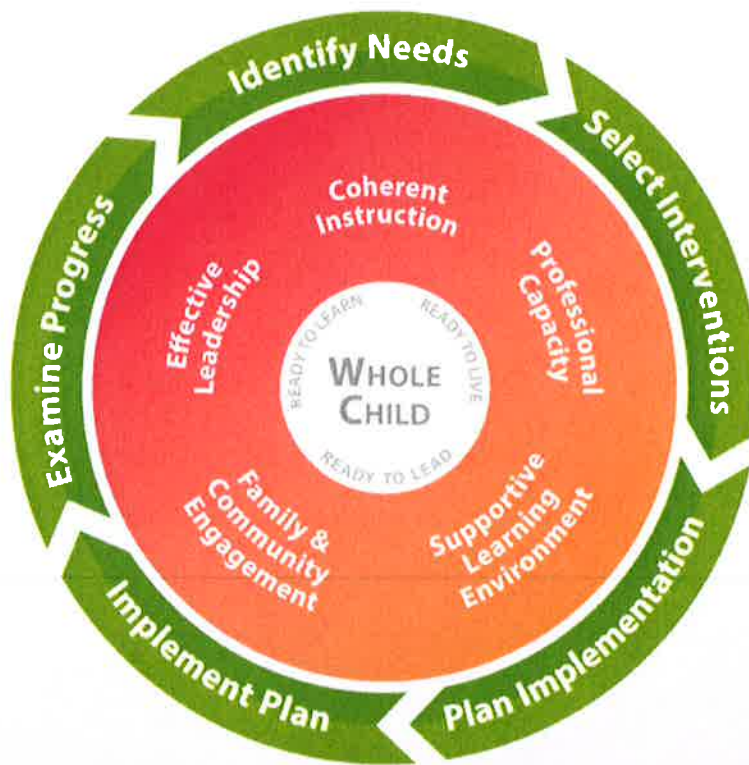 Identify Needs
Select Interventions
Plan Implementation
Implement Plan
Examine Progress
Coherent
Instruction
Professional
Capacity
Supportive
Learning
Environment
Family &
Community
Engagement
Effective
Leadership
READY TO LEARN
READY TO LIVE
READY TO LEAD
WHOLE
CHILD